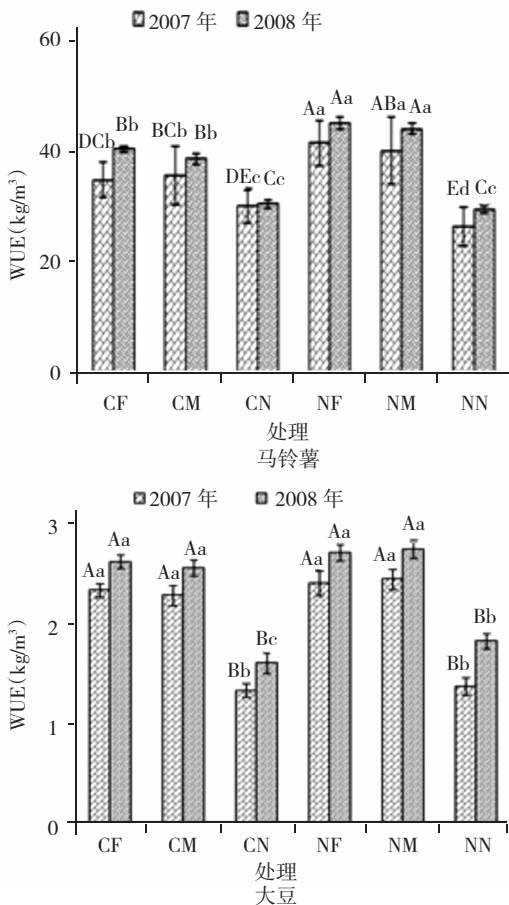 2007 年 2008 年
60
40
20
0
WUE(kg/m³)
DCb Bb BCb Bb DEc Cc Aa Aa ABa Aa Ed Cc
CF CM CN NF NM NN
处理
马铃薯
2007 年 2008 年
3
2
1
0
WUE(kg/m³)
Aa Aa Aa Aa Bb Bc Aa Aa Aa Aa Bb Bb
CF CM CN NF NM NN
处理
大豆